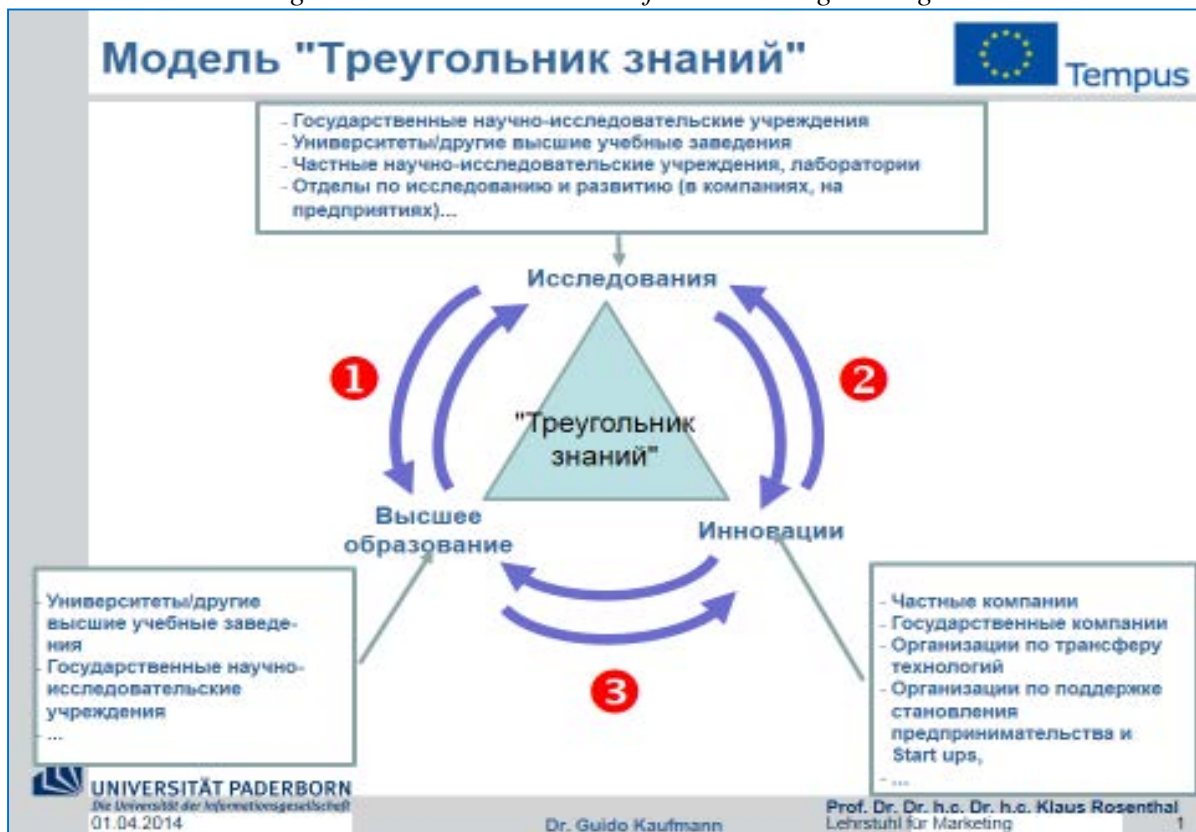 Модель "Треугольник знаний"
Tempus
- Государственные научно-исследовательские учреждения
- Университеты/другие высшие учебные заведения
- Частные научно-исследовательские учреждения, лаборатории
- Отделы по исследованию и развитию (в компаниях, на
предприятиях)...
Исследования
1
2
"Треугольник
знаний"
Высшее
образование
Инновации
- Университеты/другие
высшие учебные заведе-
ния
- Государственные научно-
исследовательские
учреждения
- ...
3
- Частные компании
- Государственные компании
- Организации по трансферу
технологий
- Организации по поддержке
становления
предпринимательства и
Start ups,
- ...
UNIVERSITÄT PADERBORN
Die Universität der Informationsgesellschaft
01.04.2014
Dr. Guido Kaufmann
Prof. Dr. Dr. h.c. Dr. h.c. Klaus Rosenthal
Lehrstuhl für Marketing
1